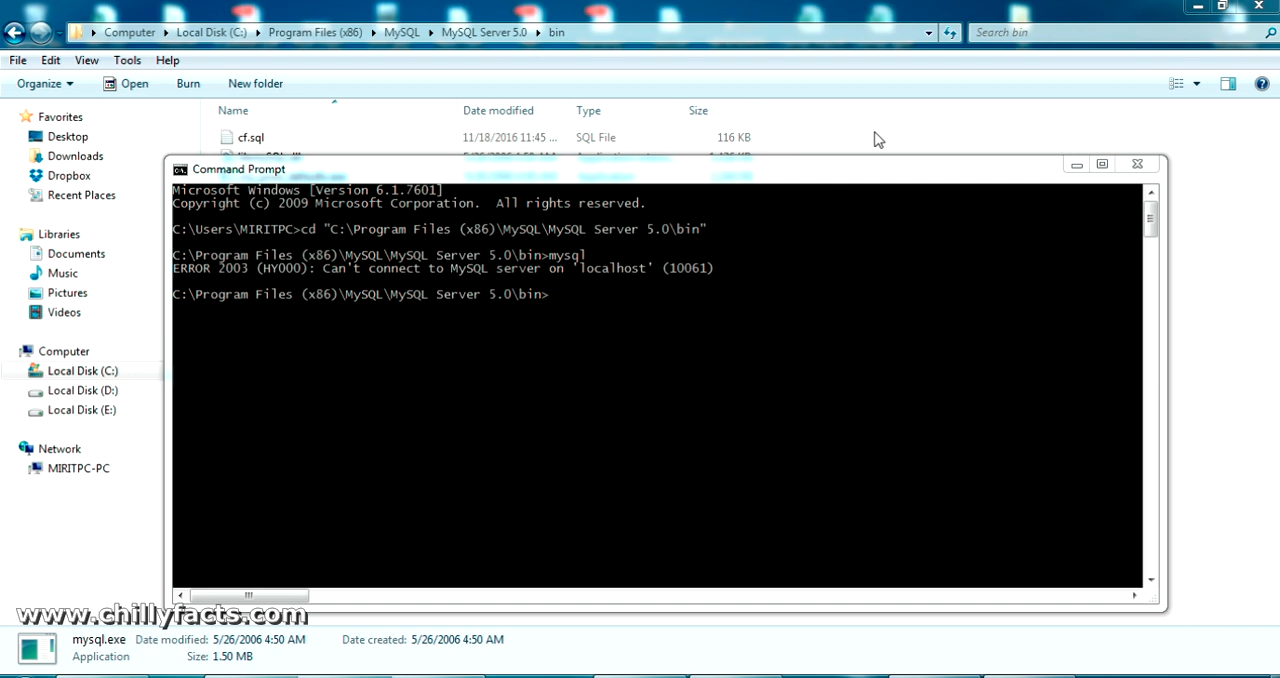 Computer Local Disk (C:) Program Files (x86) MySQL MySQL Server 5.0 bin
Search bin
File Edit View Tools Help
Organize Open Burn New folder
Name Date modified Type Size
Favorites
Desktop
Downloads
Dropbox
Recent Places
Libraries
Documents
Music
Pictures
Videos
Computer
Local Disk (C:)
Local Disk (D:)
Local Disk (E:)
Network
MIRITPC-PC
cf.sql 11/18/2016 11:45 ... SQL File 116 KB
Command Prompt
Microsoft Windows [Version 6.1.7601]
Copyright (c) 2009 Microsoft Corporation. All rights reserved.
C:\Users\MIRITPC>cd "C:\Program Files (x86)\MySQL\MySQL Server 5.0\bin"
C:\Program Files (x86)\MySQL\MySQL Server 5.0\bin>mysql
ERROR 2003 (HY000): Can't connect to MySQL server on 'localhost' (10061)
C:\Program Files (x86)\MySQL\MySQL Server 5.0\bin>
www.chillyfacts.com
mysql.exe Date modified: 5/26/2006 4:50 AM Date created: 5/26/2006 4:50 AM
Application Size: 1.50 MB